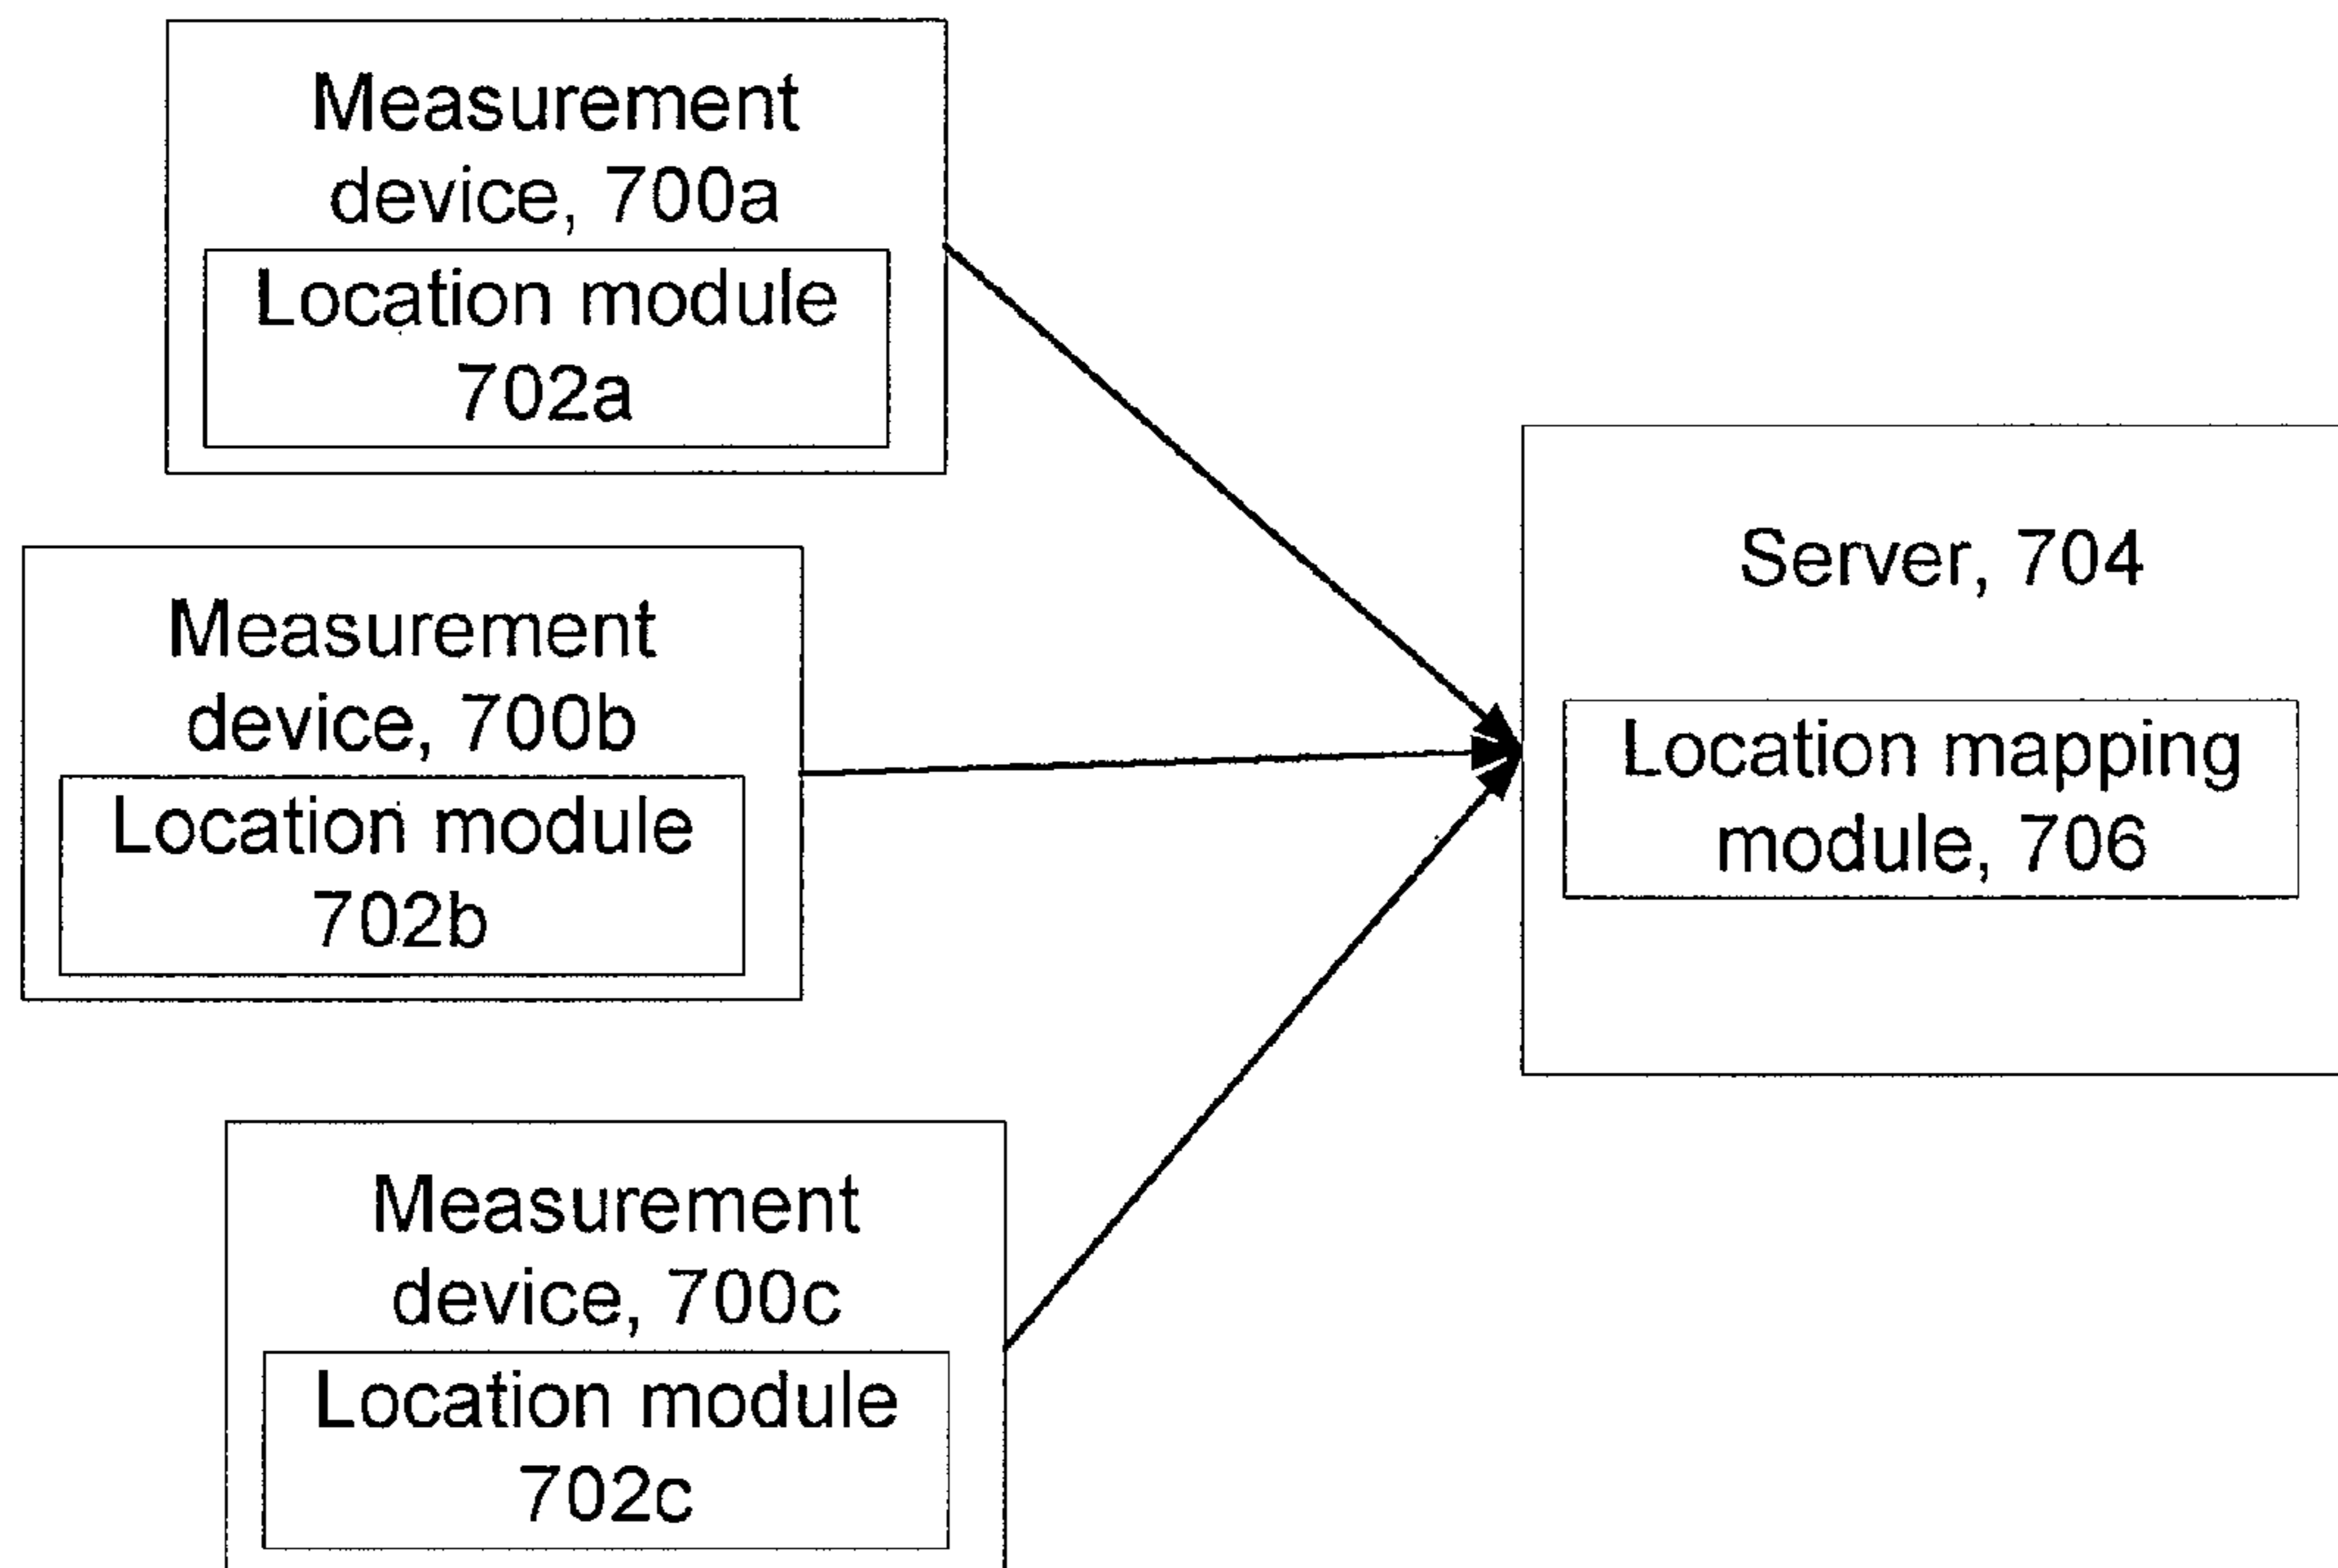 Measurement
device, 700a
Location module
702a
Measurement
device, 700b
Location module
702b
Measurement
device, 700c
Location module
702c
Server, 704
Location mapping
module, 706